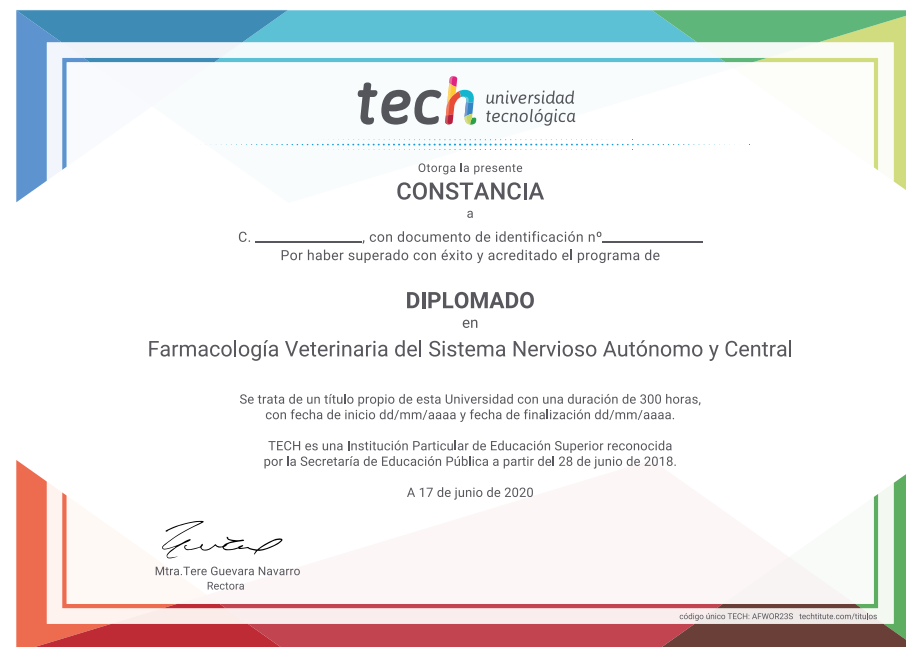 tech universidad
tecnológica
Otorga la presente
CONSTANCIA
a
C. ______________, con documento de identificación nº_____________
Por haber superado con éxito y acreditado el programa de
DIPLOMADO
en
Farmacología Veterinaria del Sistema Nervioso Autónomo y Central
Se trata de un título propio de esta Universidad con una duración de 300 horas,
con fecha de inicio dd/mm/aaaa y fecha de finalización dd/mm/aaaa.
TECH es una Institución Particular de Educación Superior reconocida
por la Secretaría de Educación Pública a partir del 28 de junio de 2018.
A 17 de junio de 2020
Mtra.Tere Guevara Navarro
Rectora
código único TECH: AFWOR23S techtitute.com/titulos